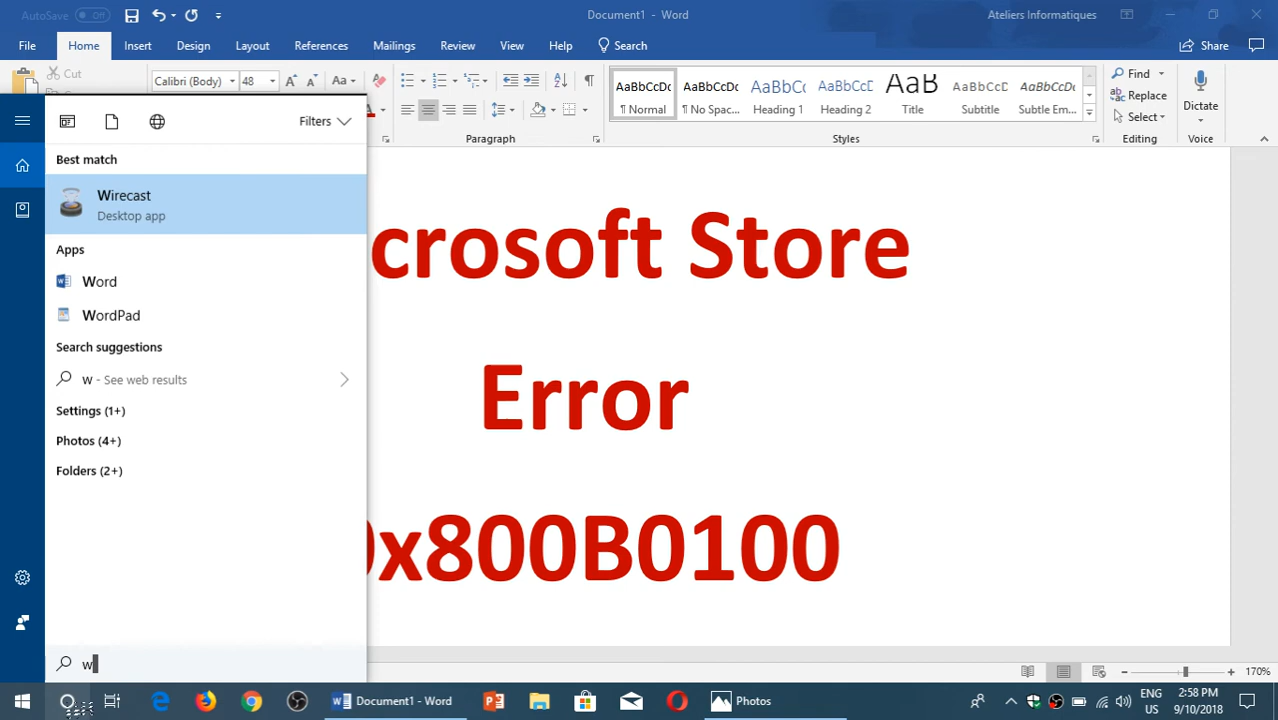 AutoSave Off
Document1 - Word
Ateliers Informatiques
File Home Insert Design Layout References Mailings Review View Help Search Share
Cut
Calibri (Body) 48 Aa
Find
Replace
Select
Dictate
AaBbCcDc AaBbCcDc AaBbCc AaBbCcC AaB AaBbCcD AaBbCcDc
¶ Normal ¶ No Spac... Heading 1 Heading 2 Title Subtitle Subtle Em...
Paragraph Styles Editing
Filters
Best match
Wirecast
Desktop app
Apps
Word
WordPad
Search suggestions
w - See web results
Settings (1+)
Photos (4+)
Folders (2+)
w
crosoft Store
Error
0x800B0100
170%
Document1 - Word
Photos
ENG
US
2:58 PM
9/10/2018